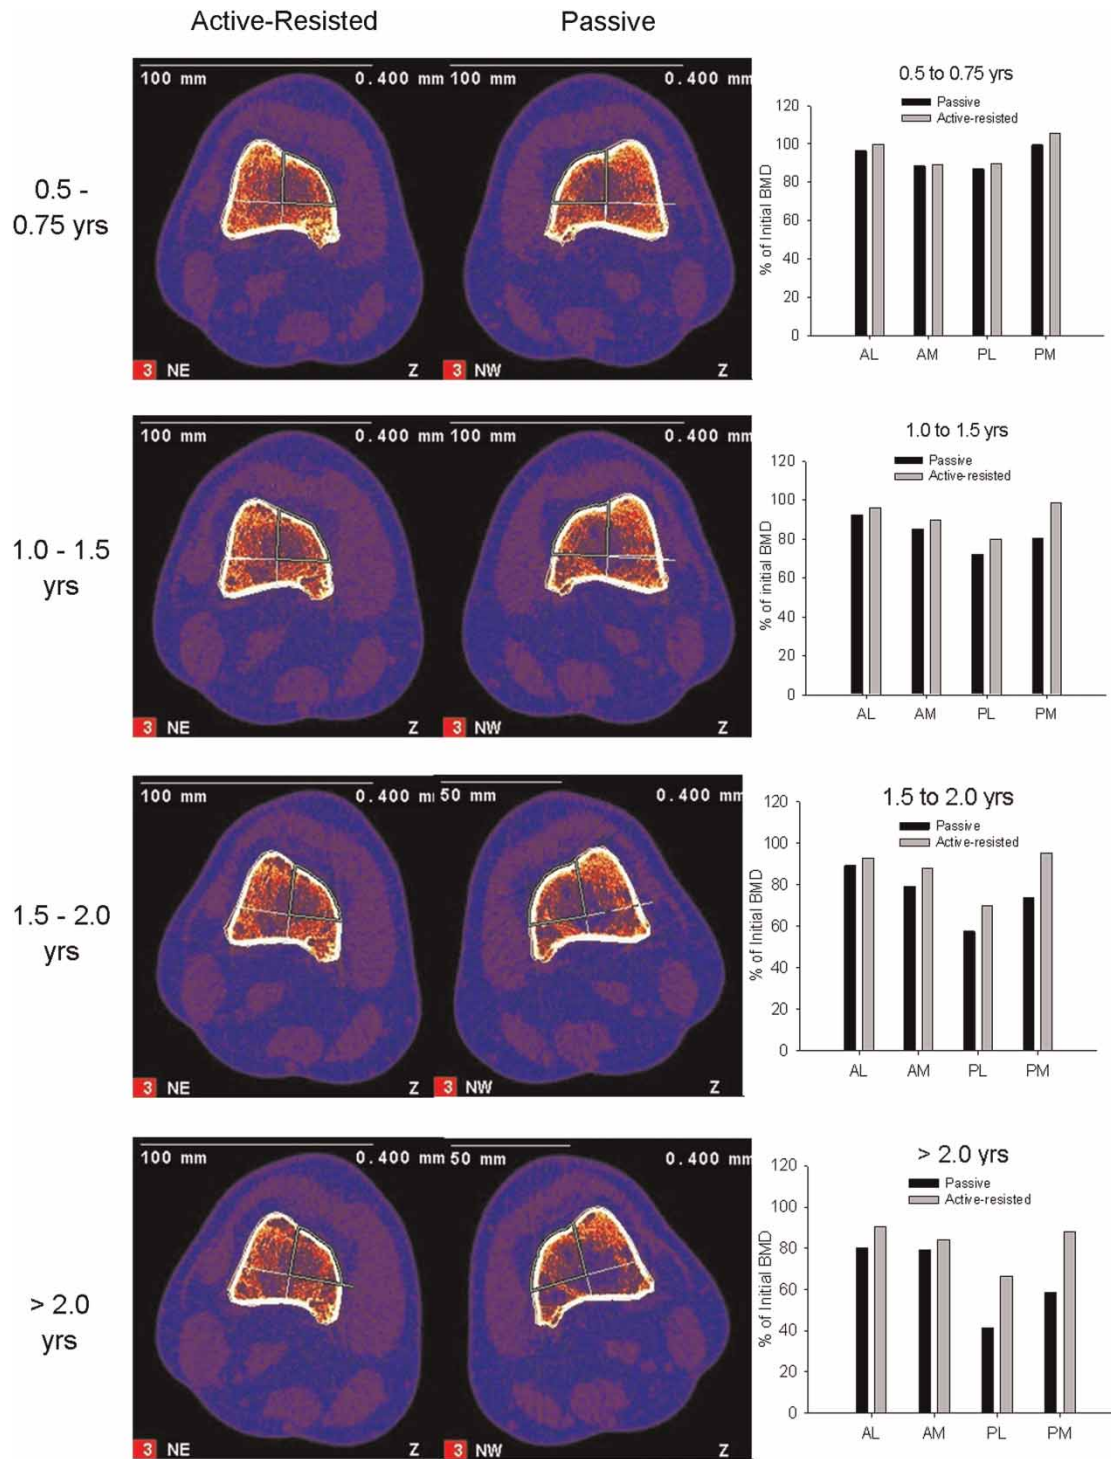 Active-Resisted Passive
0.5 -
0.75 yrs
100 mm 0.400 mm
3 NE Z
100 mm 0.400 mm
3 NW Z
0.5 to 0.75 yrs
Passive
Active-resisted
% of Initial BMD
120
100
80
60
40
20
0
AL AM PL PM
1.0 - 1.5
yrs
100 mm 0.400 mm
3 NE Z
100 mm 0.400 mm
3 NW Z
1.0 to 1.5 yrs
Passive
Active-resisted
% of initial BMD
120
100
80
60
40
20
0
AL AM PL PM
1.5 - 2.0
yrs
100 mm 0.400
3 NE Z
50 mm 0.400 mm
3 NW Z
1.5 to 2.0 yrs
Passive
Active-resisted
% of Initial BMD
120
100
80
60
40
20
0
AL AM PL PM
> 2.0
yrs
100 mm 0.400 mm
3 NE Z
50 mm 0.400 mm
3 NW Z
> 2.0 yrs
Passive
Active-resisted
% of Initial BMD
120
100
80
60
40
20
0
AL AM PL PM